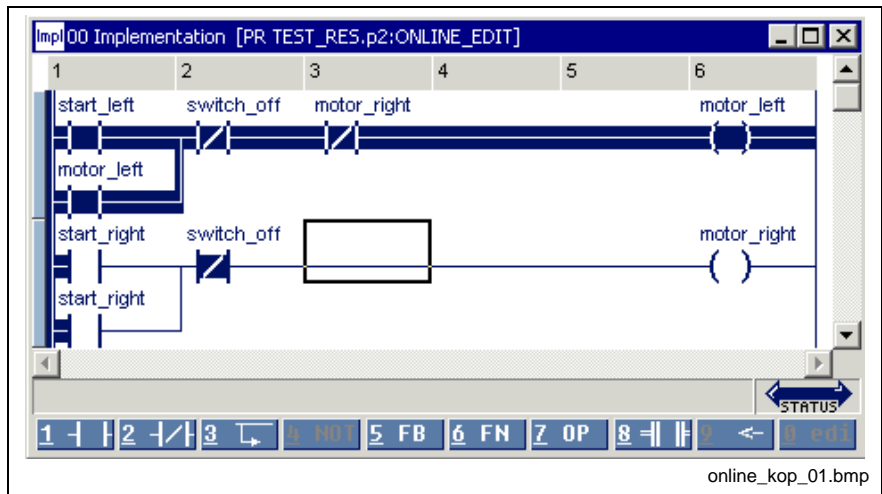 Impl 00 Implementation [PR TEST_RES.p2:ONLINE_EDIT]
1 2 3 4 5 6
start_left switch_off motor_right motor_left
motor_left
start_right switch_off motor_right
start_right
STATUS
1 2 3 4 NOT 5 FB 6 FN 7 OP 8 9 <- 0 edi
online_kop_01.bmp